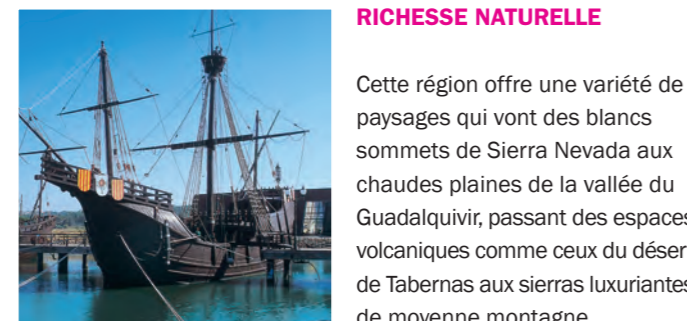 RICHESSE NATURELLE
Cette région offre une variété de
paysages qui vont des blancs
sommets de Sierra Nevada aux
chaudes plaines de la vallée du
Guadalquivir, passant des espaces
volcaniques comme ceux du déser
de Tabernas aux sierras luxuriantes
de moyenne montagne